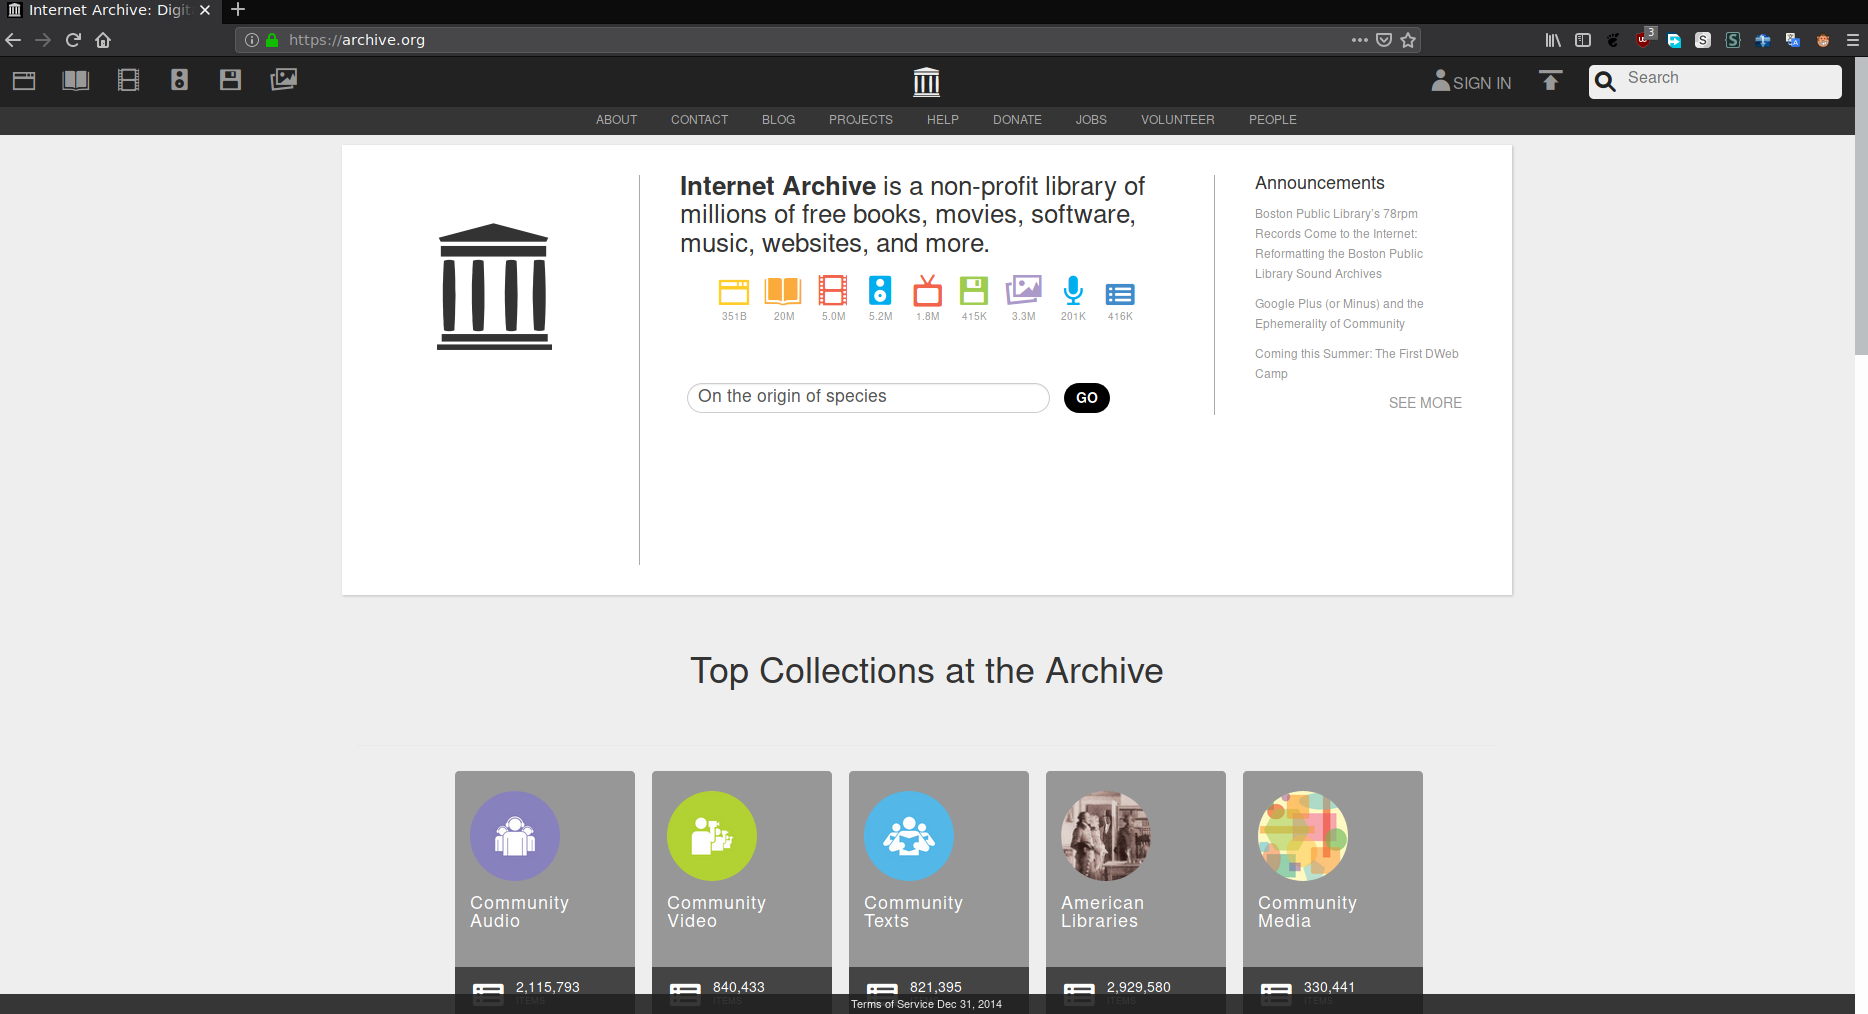 Internet Archive: Digit
https://archive.org
3
SIGN IN
Search
ABOUT CONTACT BLOG PROJECTS HELP DONATE JOBS VOLUNTEER PEOPLE
Internet Archive is a non-profit library of
millions of free books, movies, software,
music, websites, and more.
351B 20M 5.0M 5.2M 1.8M 415K 3.3M 201K 416K
On the origin of species
GO
Announcements
Boston Public Library's 78rpm
Records Come to the Internet:
Reformatting the Boston Public
Library Sound Archives
Google Plus (or Minus) and the
Ephemerality of Community
Coming this Summer: The First DWeb
Camp
SEE MORE
Top Collections at the Archive
Community
Audio
2,115,793
ITEMS
Community
Video
840,433
ITEMS
Community
Texts
821,395
American
Libraries
2,929,580
ITEMS
Community
Media
330,441
ITEMS
Terms of Service Dec 31, 2014